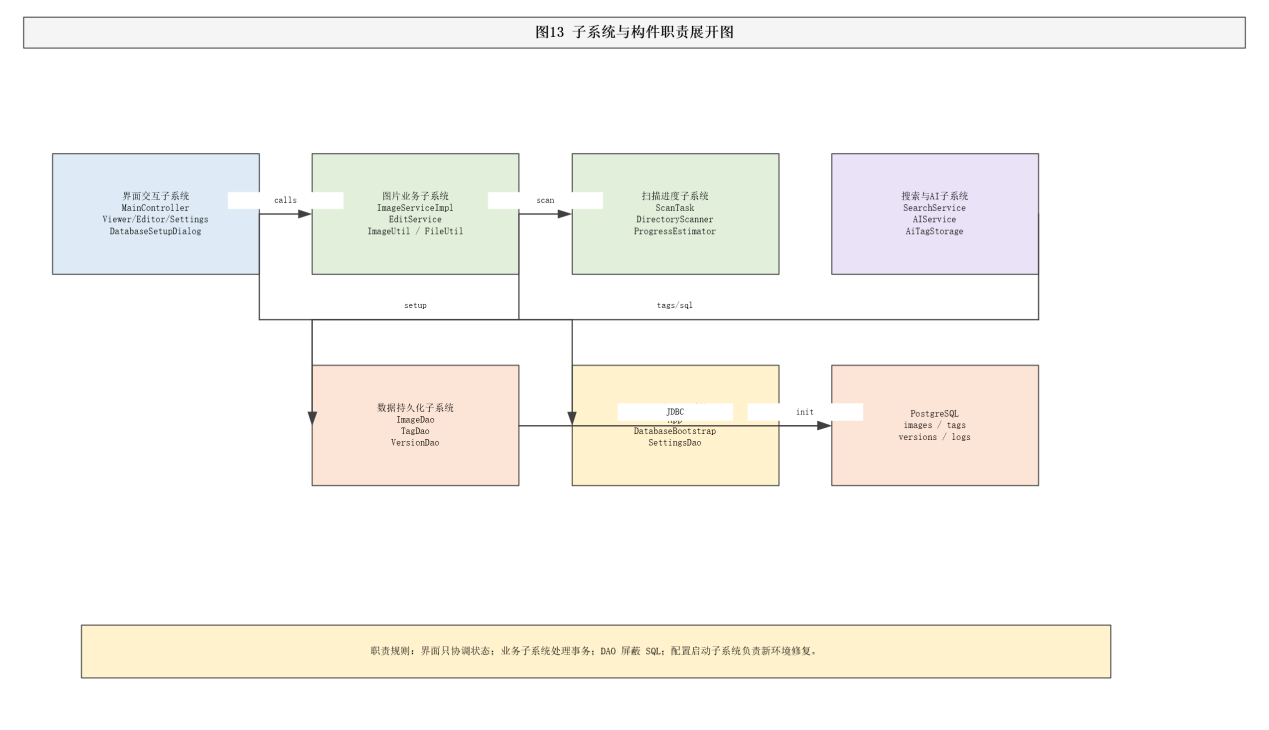 图13 子系统与构件职责展开图
界面交互子系统
MainController
Viewer/Editor/Settings
DatabaseSetupDialog
calls
图片业务子系统
ImageServiceImpl
EditService
ImageUtil / FileUtil
scan
扫描进度子系统
ScanTask
DirectoryScanner
ProgressEstimator
搜索与AI子系统
SearchService
AIService
AiTagStorage
setup
tags/sql
数据持久化子系统
ImageDao
TagDao
VersionDao
JDBC
DatabaseBootstrap
SettingsDao
init
PostgreSQL
images / tags
versions / logs
职责规则: 界面只协调状态; 业务子系统处理事务; DAO 屏蔽 SQL; 配置启动子系统负责新环境修复。